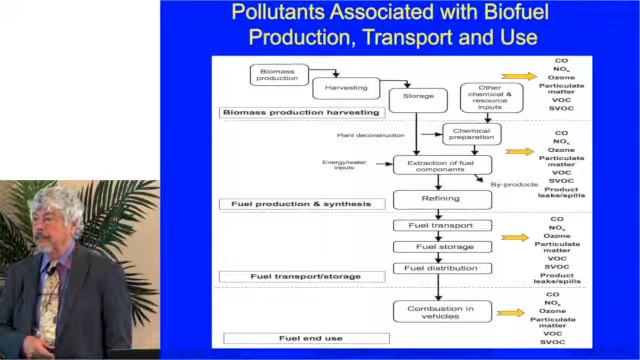 Pollutants Associated with Biofuel
Production, Transport and Use
Biomass
production
Harvesting
Storage
Other
chemical &
resource
inputs
CO
NOx
Ozone
Particulate
matter
VOC
SVOC
Biomass production harvesting
Plant deconstruction
Chemical
preparation
Energy/water
inputs
Extraction of fuel
components
By-products
Refining
CO
NOx
Ozone
Particulate
matter
VOC
SVOC
Product
leaks/spills
Fuel production & synthesis
Fuel transport
Fuel storage
Fuel distribution
CO
NOx
Ozone
Particulate
matter
VOC
SVOC
Product
leaks/spills
Fuel transport/storage
Combustion in
vehicles
CO
NOx
Ozone
Particulate
matter
VOC
SVOC
Fuel end use